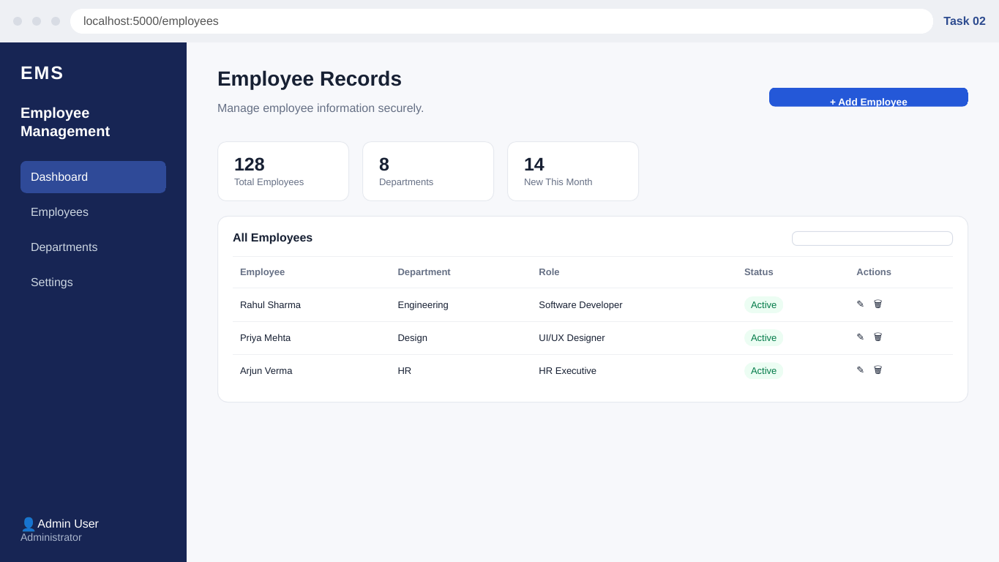 localhost:5000/employees
Task 02
EMS
Employee
Management
Dashboard
Employees
Departments
Settings
👤 Admin User
Administrator
Employee Records
Manage employee information securely.
+ Add Employee
128
Total Employees
8
Departments
14
New This Month
All Employees
Employee Department Role Status Actions
Rahul Sharma Engineering Software Developer Active ✎ 🗑
Priya Mehta Design UI/UX Designer Active ✎ 🗑
Arjun Verma HR HR Executive Active ✎ 🗑